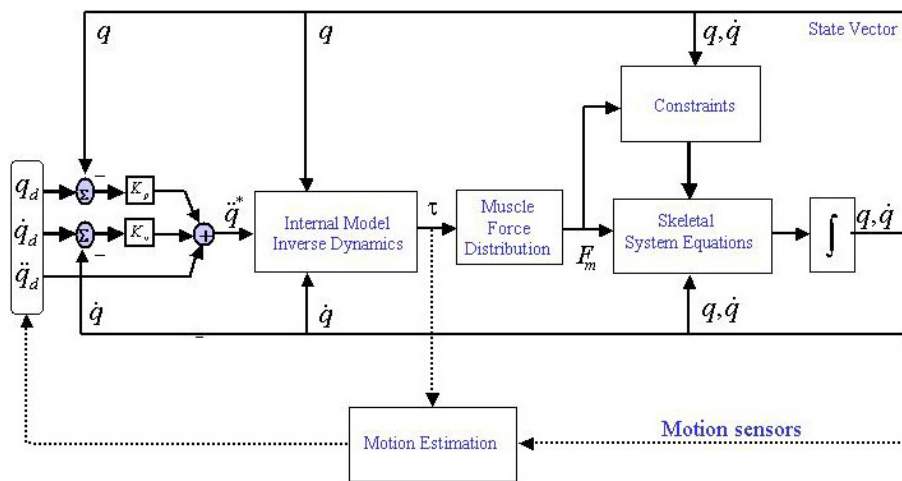 q
q
q, q̇
State Vector
Constraints
q_d
Σ
−
K_p
q̇_d
Σ
−
K_v
+
q̈*
q̈_d
Internal Model
Inverse Dynamics
τ
Muscle
Force
Distribution
F_m
Skeletal
System Equations
∫
q, q̇
q̇
q̇
q, q̇
Motion Estimation
Motion sensors